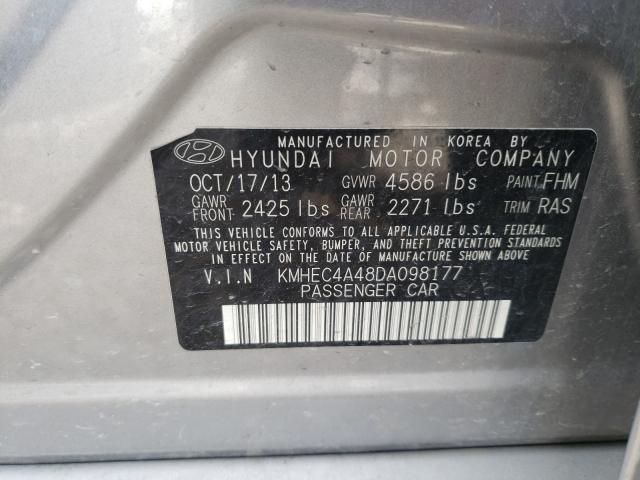 MANUFACTURED IN KOREA BY
HYUNDAI MOTOR COMPANY
OCT/17/13 GVWR 4586 lbs PAINT FHM
GAWR FRONT 2425 lbs GAWR REAR 2271 lbs TRIM RAS
THIS VEHICLE CONFORMS TO ALL APPLICABLE U.S.A. FEDERAL
MOTOR VEHICLE SAFETY, BUMPER, AND THEFT PREVENTION STANDARDS
IN EFFECT ON THE DATE OF MANUFACTURE SHOWN ABOVE.
V.I.N KMHEC4A48DA098177
PASSENGER CAR